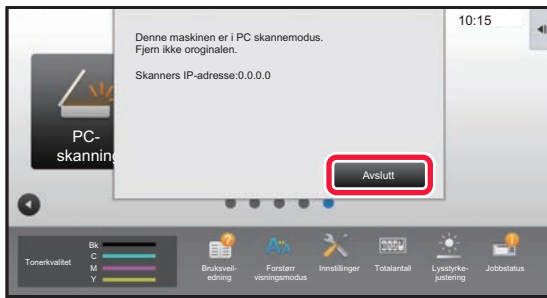 10:15
Denne maskinen er i PC skannemodus.
Fjern ikke oroginalen.
Skanners IP-adresse:0.0.0.0
PC-
skanning
Avslutt
Tonerkvalitet
Bk
C
M
Y
Bruksveil-
edning
Forstørr
visningsmodus
Innstillinger
Totalantall
Lysstyrke-
justering
Jobbstatus